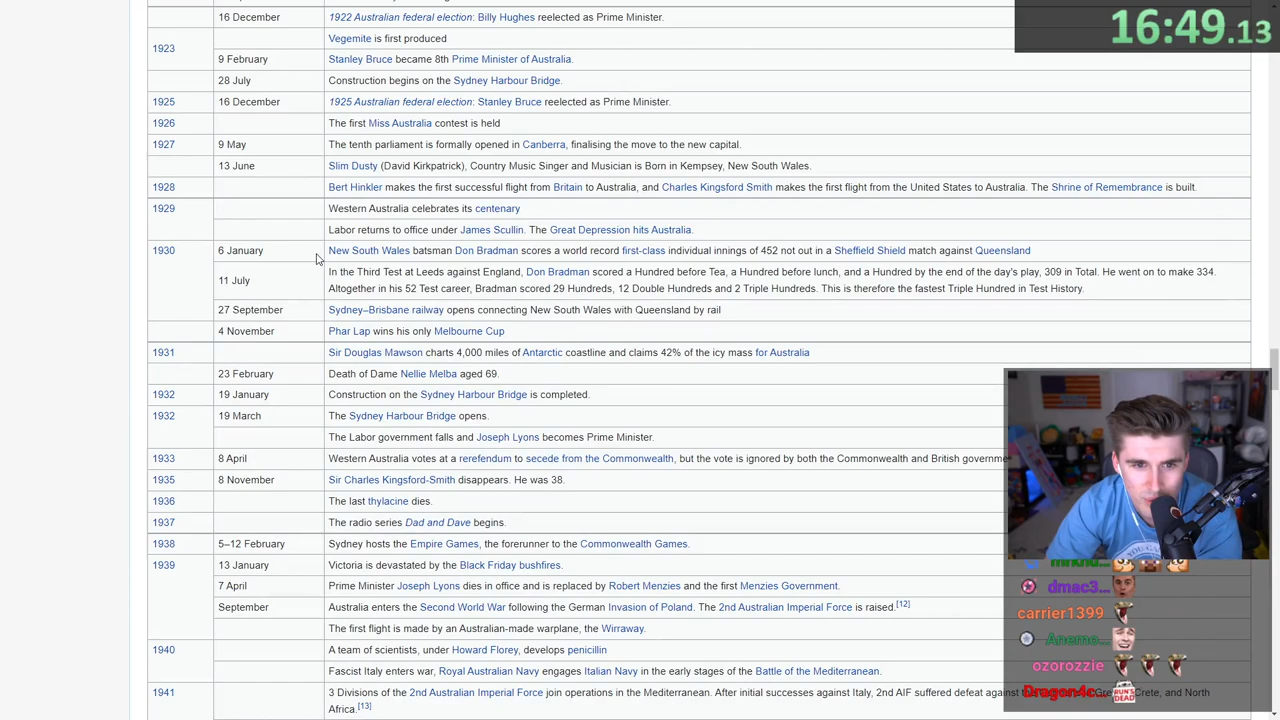 16 December 1922 Australian federal election: Billy Hughes reelected as Prime Minister.
16:49.13
1923 Vegemite is first produced
9 February Stanley Bruce became 8th Prime Minister of Australia.
28 July Construction begins on the Sydney Harbour Bridge.
1925 16 December 1925 Australian federal election: Stanley Bruce reelected as Prime Minister.
1926 The first Miss Australia contest is held
1927 9 May The tenth parliament is formally opened in Canberra, finalising the move to the new capital.
13 June Slim Dusty (David Kirkpatrick), Country Music Singer and Musician is Born in Kempsey, New South Wales.
1928 Bert Hinkler makes the first successful flight from Britain to Australia, and Charles Kingsford Smith makes the first flight from the United States to Australia. The Shrine of Remembrance is built.
1929 Western Australia celebrates its centenary
Labor returns to office under James Scullin. The Great Depression hits Australia.
1930 6 January New South Wales batsman Don Bradman scores a world record first-class individual innings of 452 not out in a Sheffield Shield match against Queensland
11 July In the Third Test at Leeds against England, Don Bradman scored a Hundred before Tea, a Hundred before lunch, and a Hundred by the end of the day's play, 309 in Total. He went on to make 334.
Altogether in his 52 Test career, Bradman scored 29 Hundreds, 12 Double Hundreds and 2 Triple Hundreds. This is therefore the fastest Triple Hundred in Test History.
27 September Sydney–Brisbane railway opens connecting New South Wales with Queensland by rail
4 November Phar Lap wins his only Melbourne Cup
1931 Sir Douglas Mawson charts 4,000 miles of Antarctic coastline and claims 42% of the icy mass for Australia
23 February Death of Dame Nellie Melba aged 69.
1932 19 January Construction on the Sydney Harbour Bridge is completed.
1932 19 March The Sydney Harbour Bridge opens.
The Labor government falls and Joseph Lyons becomes Prime Minister.
1933 8 April Western Australia votes at a rerefendum to secede from the Commonwealth, but the vote is ignored by both the Commonwealth and British governme
1935 8 November Sir Charles Kingsford-Smith disappears. He was 38.
1936 The last thylacine dies.
1937 The radio series Dad and Dave begins.
1938 5–12 February Sydney hosts the Empire Games, the forerunner to the Commonwealth Games.
1939 13 January Victoria is devastated by the Black Friday bushfires.
7 April Prime Minister Joseph Lyons dies in office and is replaced by Robert Menzies and the first Menzies Government.
dmac3...
September Australia enters the Second World War following the German Invasion of Poland. The 2nd Australian Imperial Force is raised.[12]
carrier1399
The first flight is made by an Australian-made warplane, the Wirraway.
Anemo...
1940 A team of scientists, under Howard Florey, develops penicillin
ozorozzie
Fascist Italy enters war, Royal Australian Navy engages Italian Navy in the early stages of the Battle of the Mediterranean.
1941 3 Divisions of the 2nd Australian Imperial Force join operations in the Mediterranean. After initial successes against Italy, 2nd AIF suffered defeat against Crete, and North
Dragon4c...
RUN'S DEAD
Africa.[13]